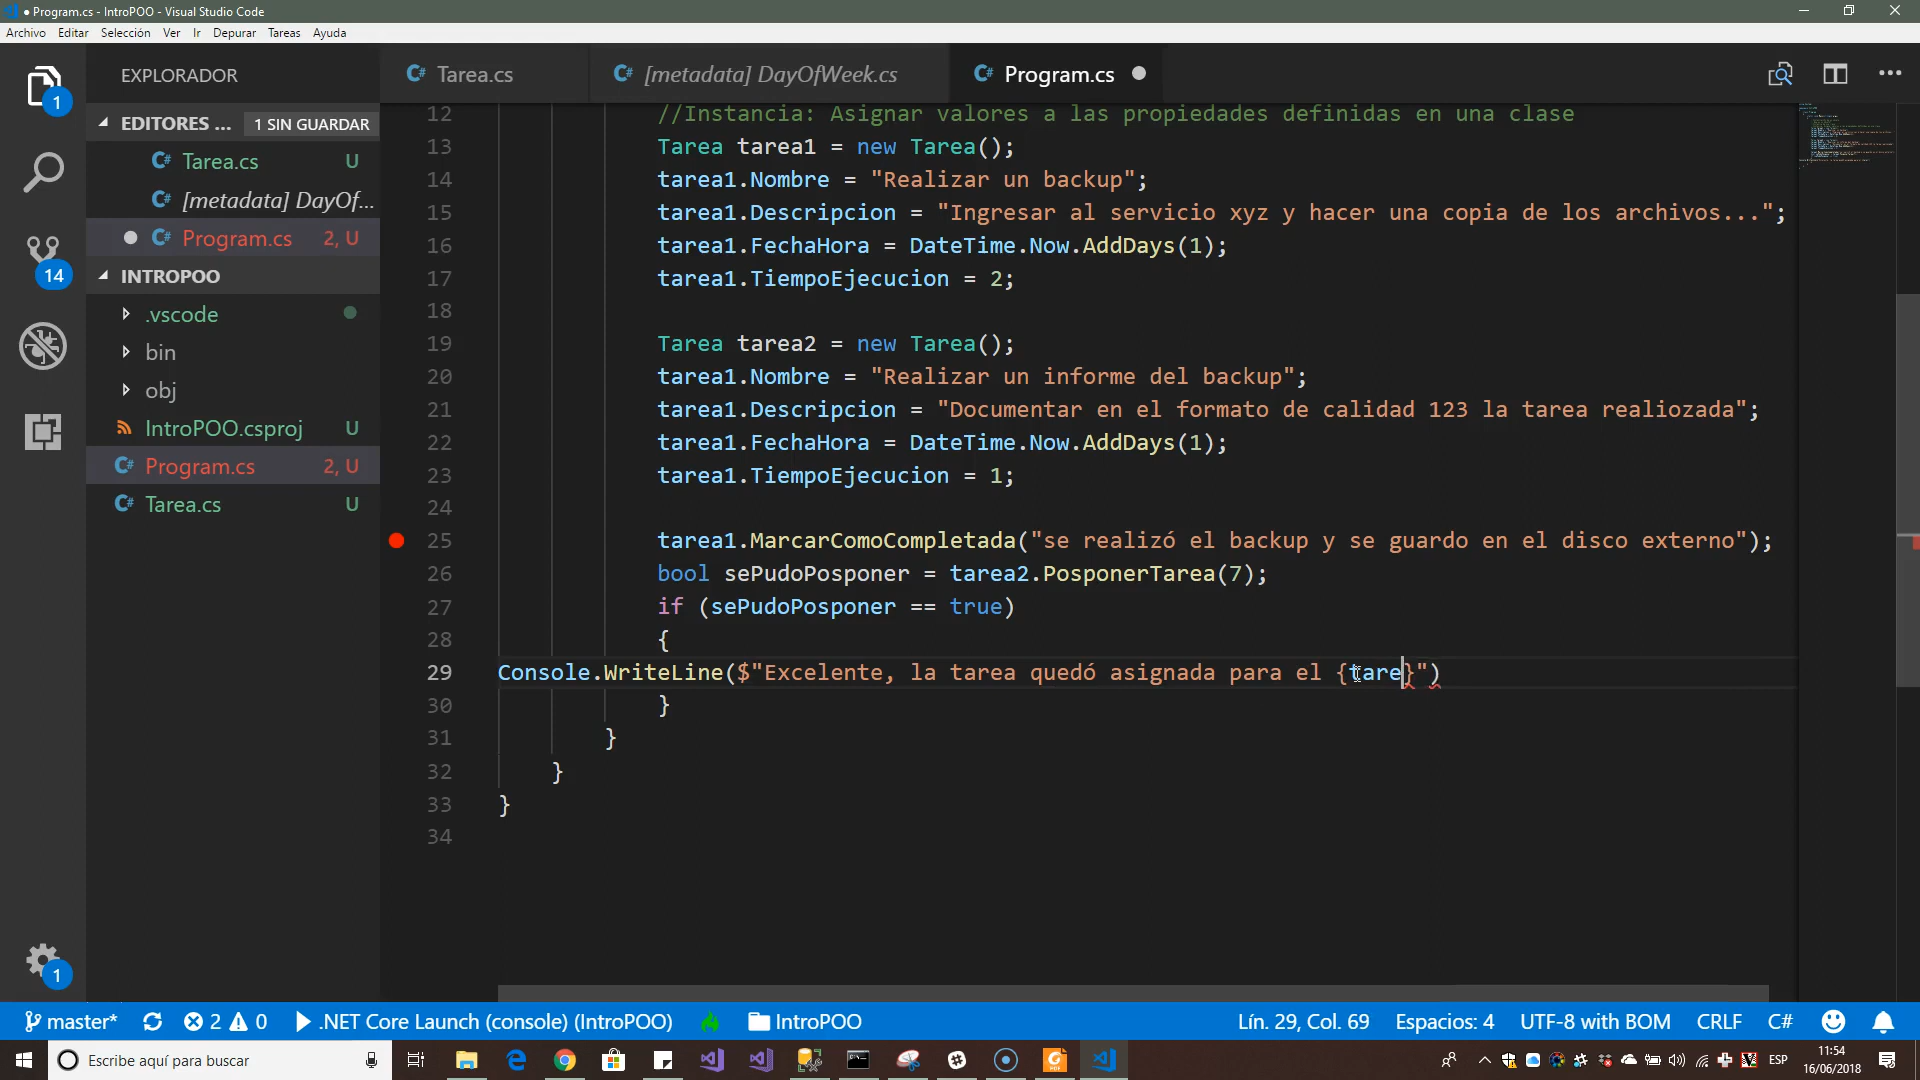 ● Program.cs - IntroPOO - Visual Studio Code
Archivo Editar Selección Ver Ir Depurar Tareas Ayuda
EXPLORADOR
Tarea.cs
[metadata] DayOfWeek.cs
Program.cs
EDITORES ... 1 SIN GUARDAR
Tarea.cs U
[metadata] DayOf...
Program.cs 2, U
INTROPOO
.vscode
bin
obj
IntroPOO.csproj U
Program.cs 2, U
Tarea.cs U
1
14
1
12 //Instancia: Asignar valores a las propiedades definidas en una clase
13 Tarea tarea1 = new Tarea();
14 tarea1.Nombre = "Realizar un backup";
15 tarea1.Descripcion = "Ingresar al servicio xyz y hacer una copia de los archivos...";
16 tarea1.FechaHora = DateTime.Now.AddDays(1);
17 tarea1.TiempoEjecucion = 2;
18
19 Tarea tarea2 = new Tarea();
20 tarea1.Nombre = "Realizar un informe del backup";
21 tarea1.Descripcion = "Documentar en el formato de calidad 123 la tarea realiozada";
22 tarea1.FechaHora = DateTime.Now.AddDays(1);
23 tarea1.TiempoEjecucion = 1;
24
25 tarea1.MarcarComoCompletada("se realizó el backup y se guardo en el disco externo");
26 bool sePudoPosponer = tarea2.PosponerTarea(7);
27 if (sePudoPosponer == true)
28 {
29 Console.WriteLine($"Excelente, la tarea quedó asignada para el {tare}")
30 }
31 }
32 }
33 }
34
master* 2 0 .NET Core Launch (console) (IntroPOO) IntroPOO Lín. 29, Col. 69 Espacios: 4 UTF-8 with BOM CRLF C#
Escribe aquí para buscar
ESP
11:54
16/06/2018